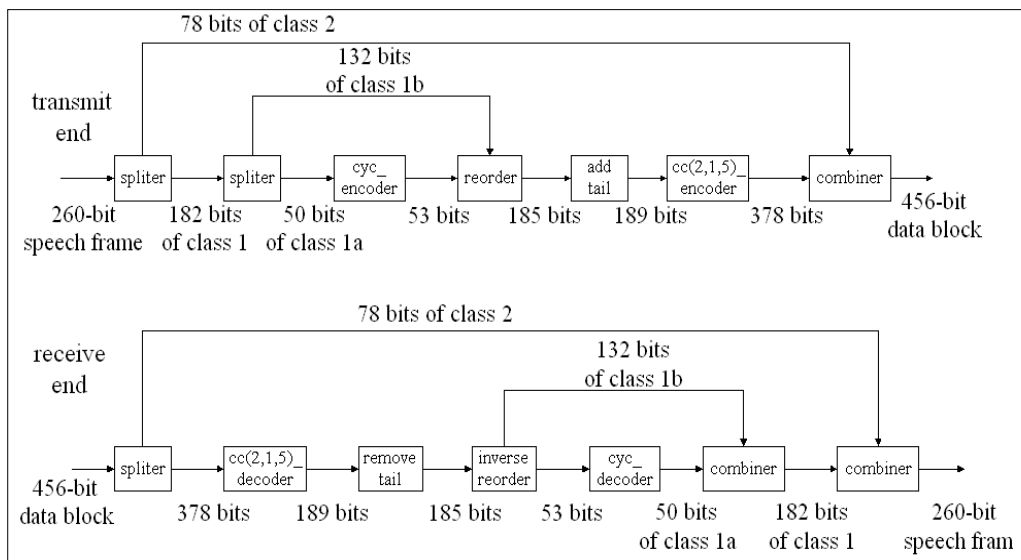 78 bits of class 2
132 bits
of class 1b
transmit
end
spliter
spliter
cyc_
encoder
reorder
add
tail
cc(2,1,5)_
encoder
combiner
260-bit
speech frame
182 bits
of class 1
50 bits
of class 1a
53 bits
185 bits
189 bits
378 bits
456-bit
data block
78 bits of class 2
132 bits
of class 1b
receive
end
spliter
cc(2,1,5)_
decoder
remove
tail
inverse
reorder
cyc_
decoder
combiner
combiner
456-bit
data block
378 bits
189 bits
185 bits
53 bits
50 bits
of class 1a
182 bits
of class 1
260-bit
speech fram